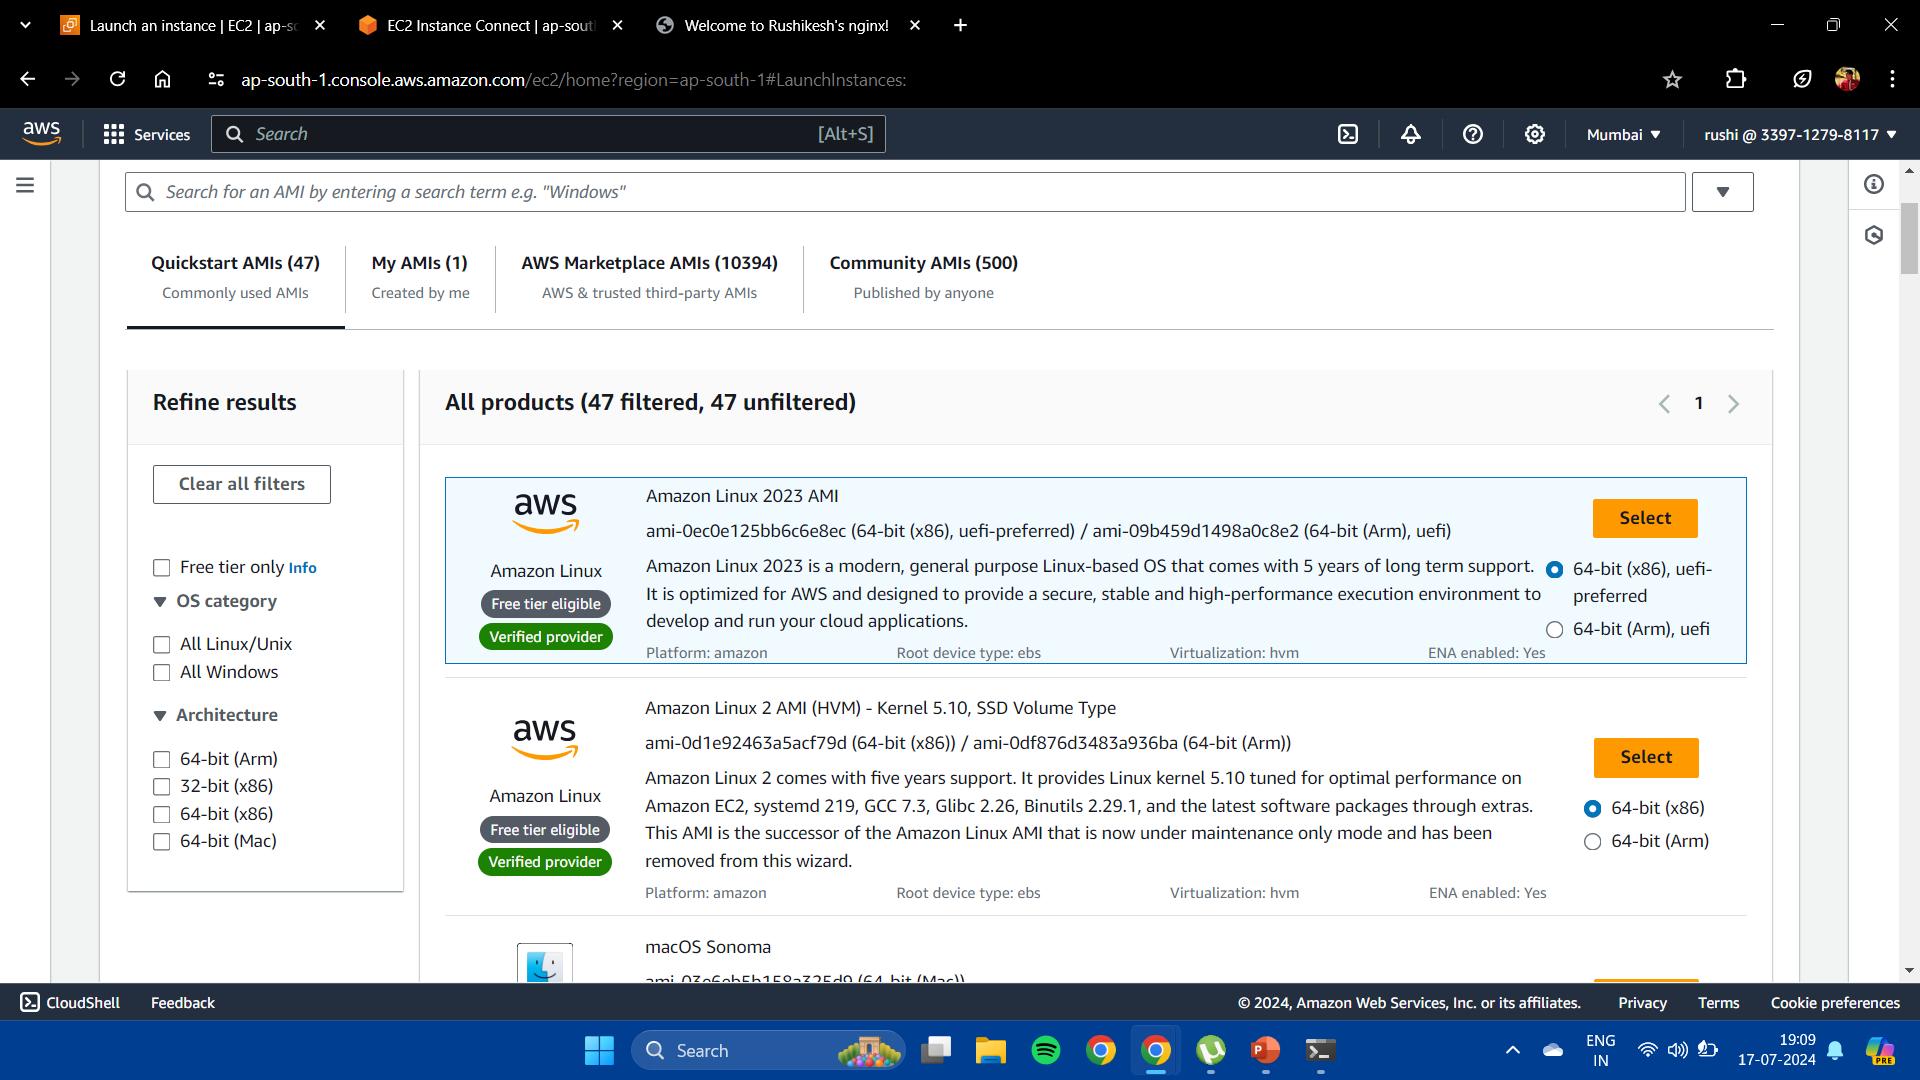 Launch an instance | EC2 | ap-so
EC2 Instance Connect | ap-sout
Welcome to Rushikesh's nginx!
ap-south-1.console.aws.amazon.com/ec2/home?region=ap-south-1#LaunchInstances:
aws
Services
Search
[Alt+S]
Mumbai
rushi @ 3397-1279-8117
Search for an AMI by entering a search term e.g. "Windows"
Quickstart AMIs (47)
Commonly used AMIs
My AMIs (1)
Created by me
AWS Marketplace AMIs (10394)
AWS & trusted third-party AMIs
Community AMIs (500)
Published by anyone
Refine results
Clear all filters
Free tier only Info
OS category
All Linux/Unix
All Windows
Architecture
64-bit (Arm)
32-bit (x86)
64-bit (x86)
64-bit (Mac)
All products (47 filtered, 47 unfiltered)
1
aws
Amazon Linux
Free tier eligible
Verified provider
Amazon Linux 2023 AMI
ami-0ec0e125bb6c6e8ec (64-bit (x86), uefi-preferred) / ami-09b459d1498a0c8e2 (64-bit (Arm), uefi)
Amazon Linux 2023 is a modern, general purpose Linux-based OS that comes with 5 years of long term support.
It is optimized for AWS and designed to provide a secure, stable and high-performance execution environment to
develop and run your cloud applications.
Platform: amazon
Root device type: ebs
Virtualization: hvm
ENA enabled: Yes
Select
64-bit (x86), uefi-
preferred
64-bit (Arm), uefi
aws
Amazon Linux
Free tier eligible
Verified provider
Amazon Linux 2 AMI (HVM) - Kernel 5.10, SSD Volume Type
ami-0d1e92463a5acf79d (64-bit (x86)) / ami-0df876d3483a936ba (64-bit (Arm))
Amazon Linux 2 comes with five years support. It provides Linux kernel 5.10 tuned for optimal performance on
Amazon EC2, systemd 219, GCC 7.3, Glibc 2.26, Binutils 2.29.1, and the latest software packages through extras.
This AMI is the successor of the Amazon Linux AMI that is now under maintenance only mode and has been
removed from this wizard.
Platform: amazon
Root device type: ebs
Virtualization: hvm
ENA enabled: Yes
Select
64-bit (x86)
64-bit (Arm)
macOS Sonoma
ami-03e6eb5b158a325d9 (64-bit (Mac))
CloudShell
Feedback
© 2024, Amazon Web Services, Inc. or its affiliates.
Privacy
Terms
Cookie preferences
Search
ENG
IN
19:09
17-07-2024
PRE